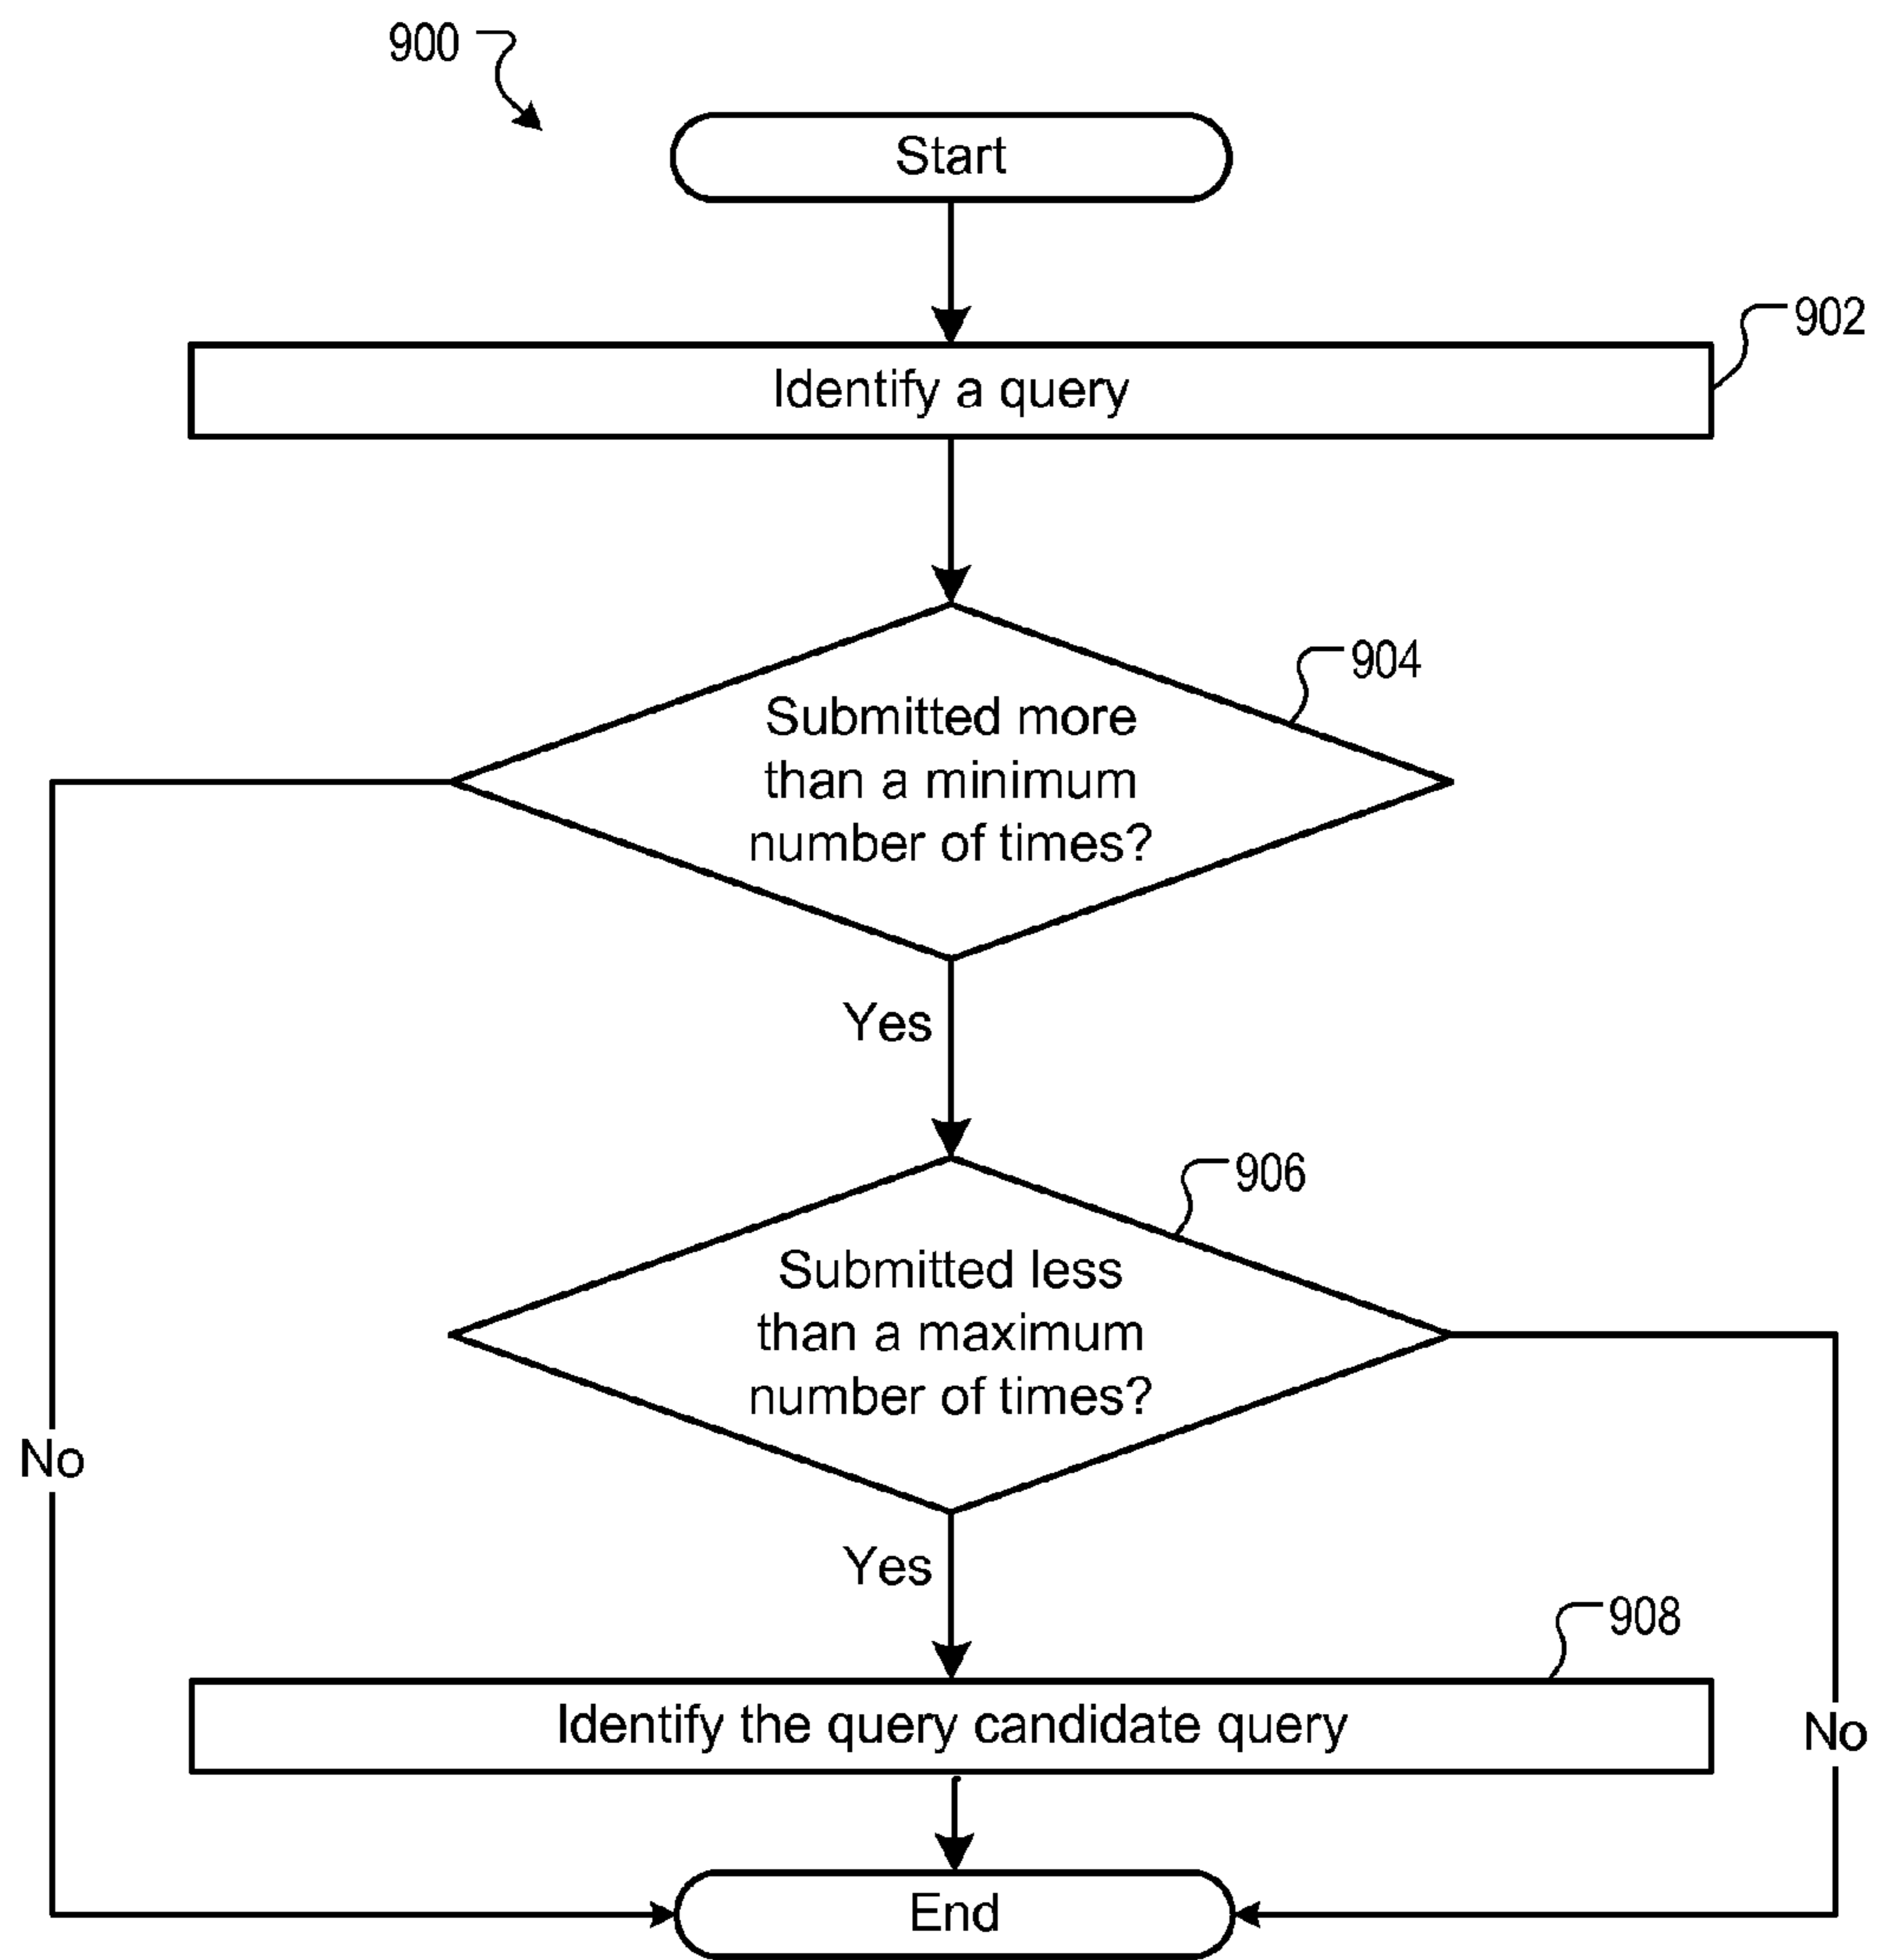 900
Start
902
Identify a query
904
Submitted more
than a minimum
number of times?
Yes
906
Submitted less
than a maximum
number of times?
No
Yes
908
Identify the query candidate query
No
End